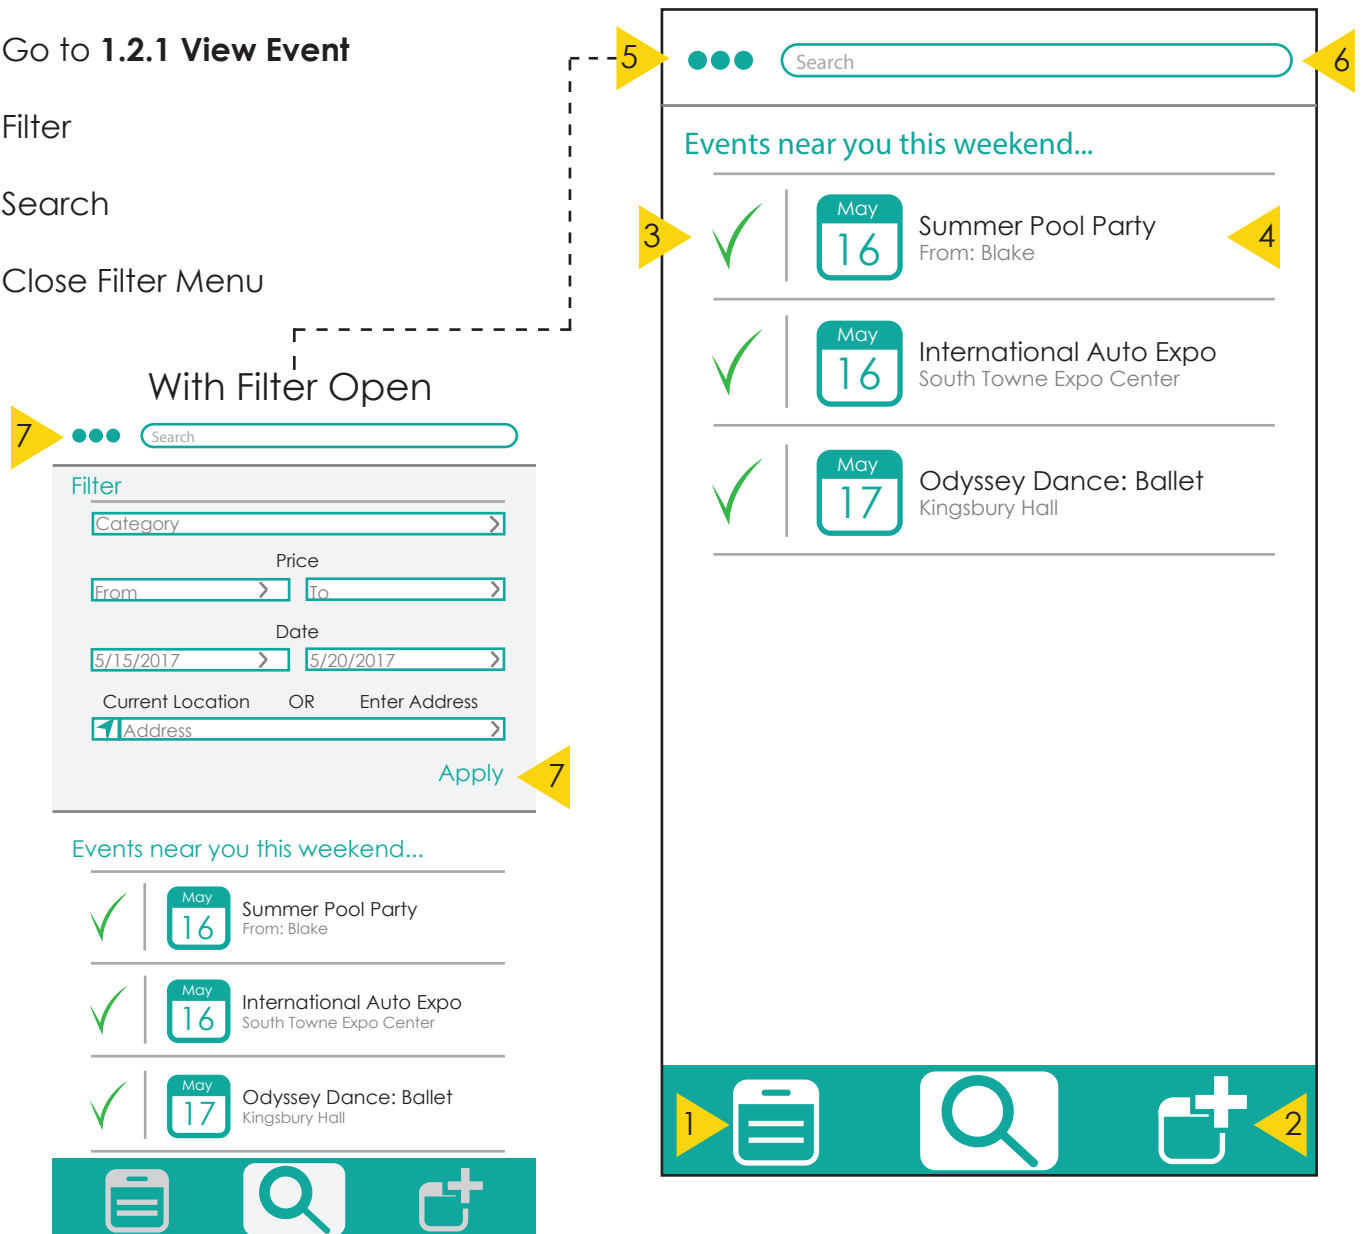 Go to 1.2.1 View Event
Filter
Search
Close Filter Menu
With Filter Open
7
Search
Filter
Category
Price
From
To
Date
5/15/2017
5/20/2017
Current Location OR Enter Address
Address
Apply
7
Events near you this weekend...
May
16
Summer Pool Party
From: Blake
May
16
International Auto Expo
South Towne Expo Center
May
17
Odyssey Dance: Ballet
Kingsbury Hall
5
Search
6
Events near you this weekend...
3
May
16
Summer Pool Party
From: Blake
4
May
16
International Auto Expo
South Towne Expo Center
May
17
Odyssey Dance: Ballet
Kingsbury Hall
1
2